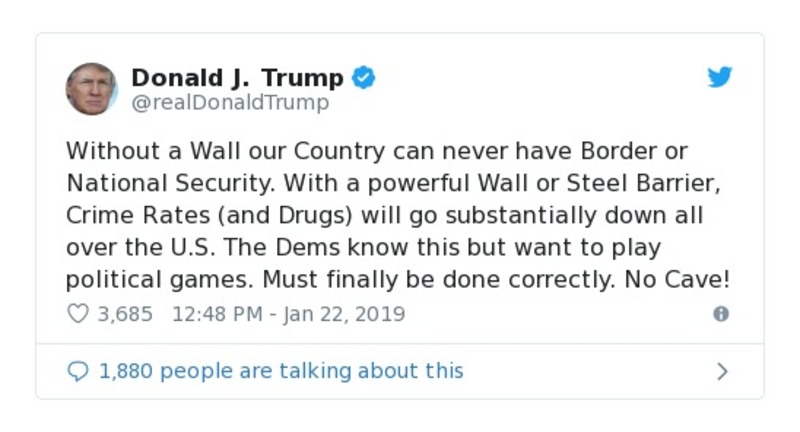 Donald J. Trump
@realDonaldTrump
Without a Wall our Country can never have Border or
National Security. With a powerful Wall or Steel Barrier,
Crime Rates (and Drugs) will go substantially down all
over the U.S. The Dems know this but want to play
political games. Must finally be done correctly. No Cave!
3,685 12:48 PM - Jan 22, 2019
1,880 people are talking about this